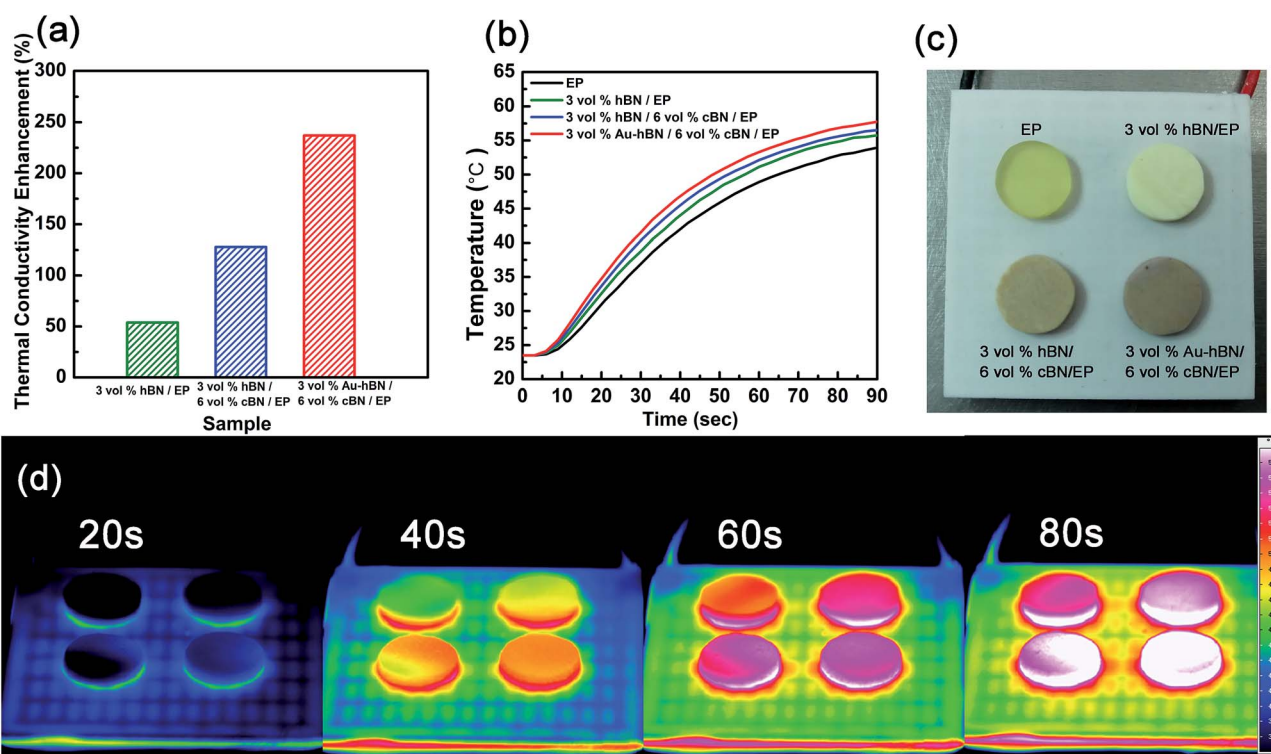 (a)
Thermal Conductivity Enhancement (%)
300
250
200
150
100
50
0
3 vol % hBN / EP
3 vol % hBN /
6 vol % cBN / EP
3 vol % Au-hBN /
6 vol % cBN / EP
Sample
(b)
Temperature (°C)
65
60
55
50
45
40
35
30
25
20
EP
3 vol % hBN / EP
3 vol % hBN / 6 vol % cBN / EP
3 vol % Au-hBN / 6 vol % cBN / EP
0 10 20 30 40 50 60 70 80 90
Time (sec)
(c)
EP
3 vol % hBN/EP
3 vol % hBN/
6 vol % cBN/EP
3 vol % Au-hBN/
6 vol % cBN/EP
(d)
20s
40s
60s
80s